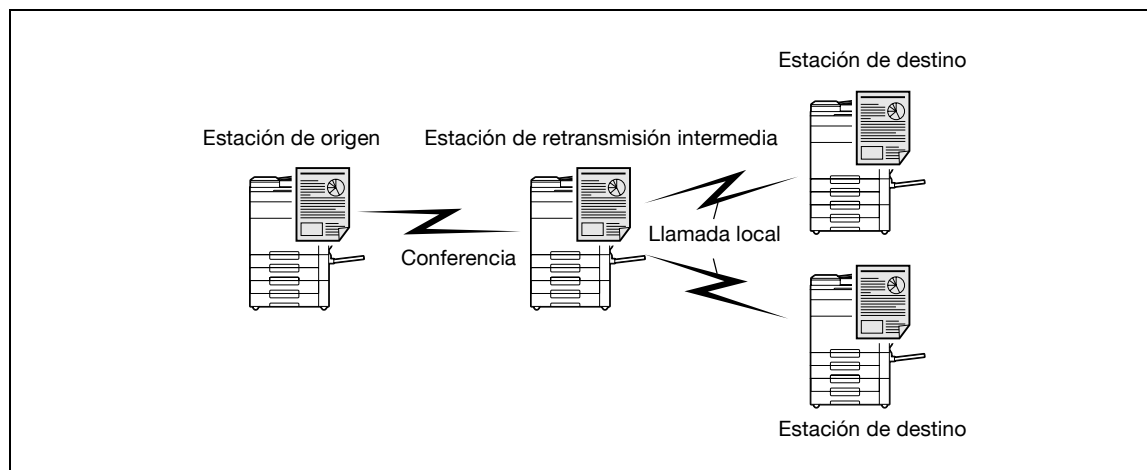 Estación de destino
Estación de origen
Estación de retransmisión intermedia
Conferencia
Llamada local
Estación de destino